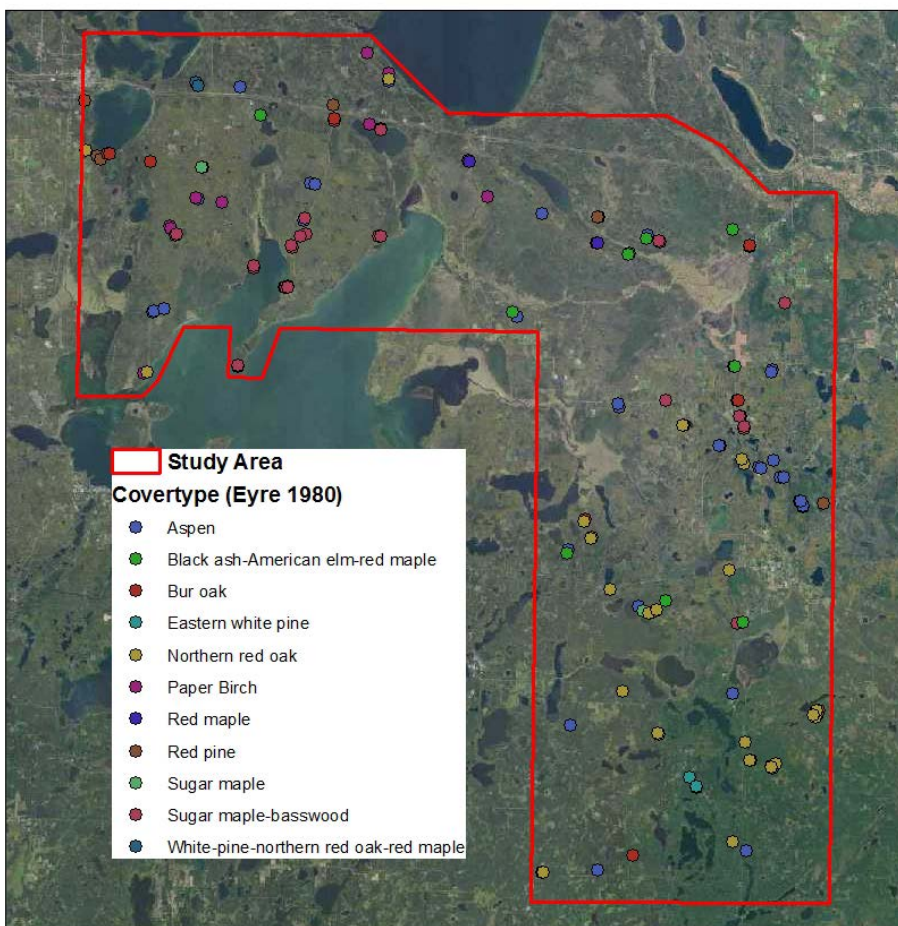 Study Area
Covertype (Eyre 1980)
Aspen
Black ash-American elm-red maple
Bur oak
Eastern white pine
Northern red oak
Paper Birch
Red maple
Red pine
Sugar maple
Sugar maple-basswood
White-pine-northern red oak-red maple